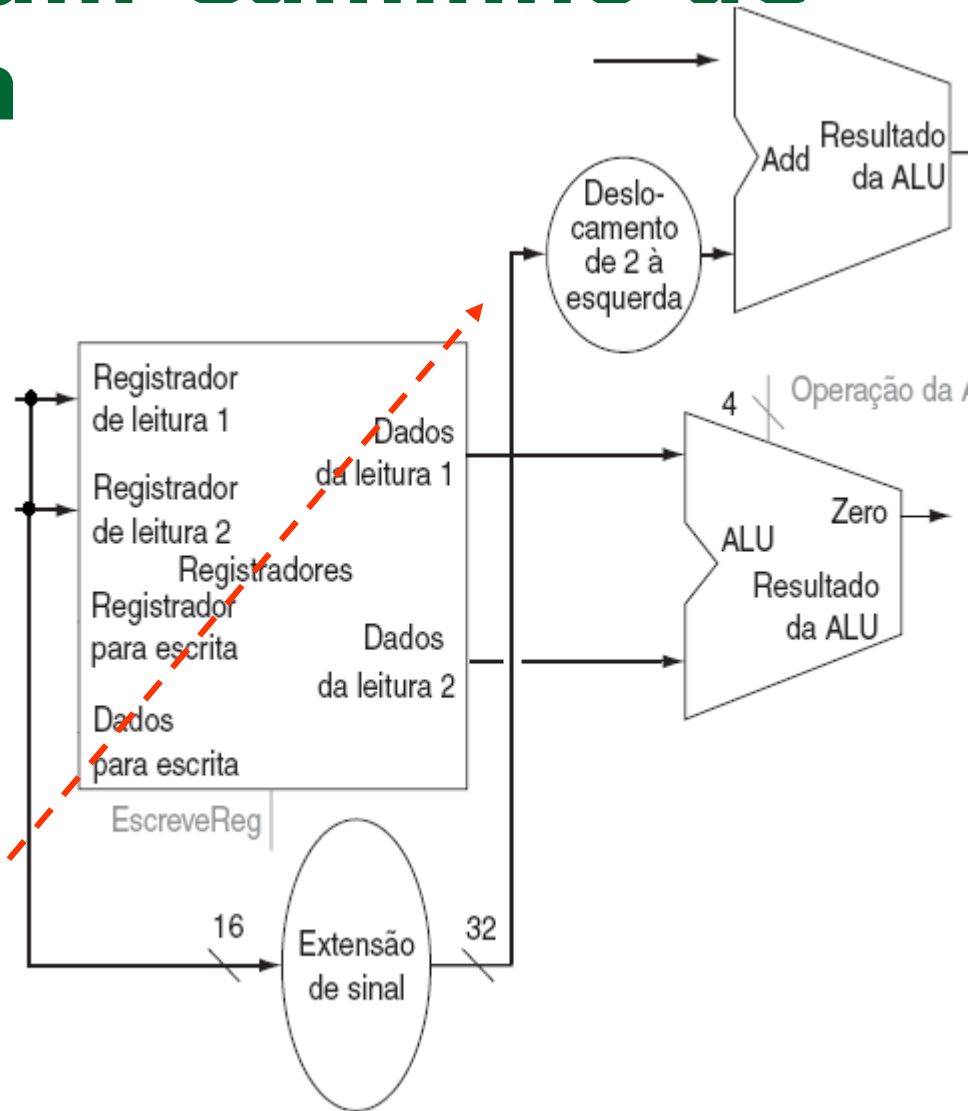 Add
Resultado
da ALU
Deslo-
camento
de 2 à
esquerda
Registrador
de leitura 1
Dados
da leitura 1
Registrador
de leitura 2
Registradores
Registrador
para escrita
Dados
da leitura 2
Dados
para escrita
EscreveReg
4
Operação da
ALU
Zero
Resultado
da ALU
16
Extensão
de sinal
32